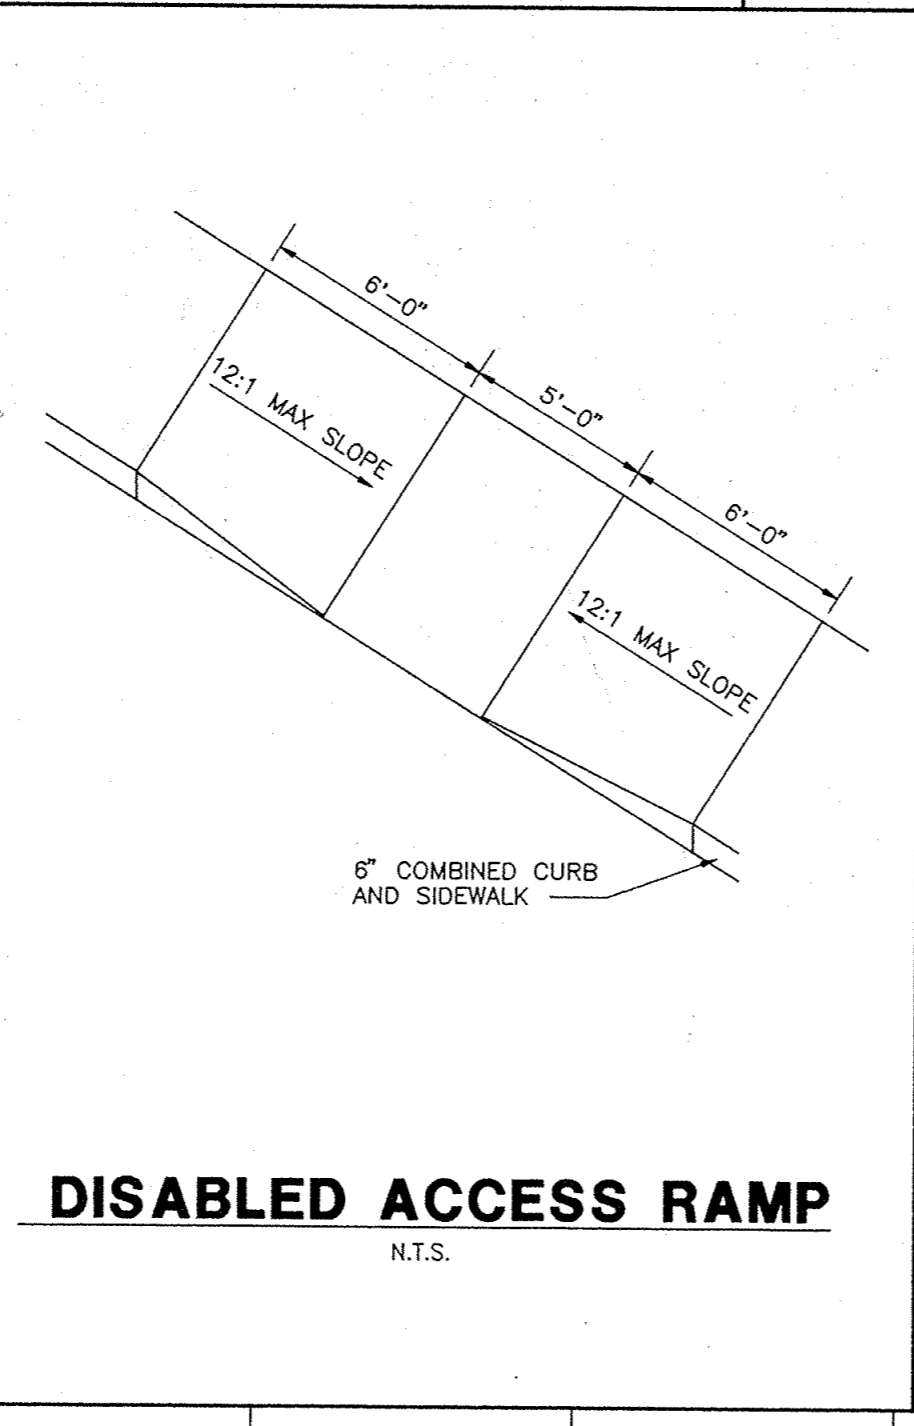 6'-0"
5'-0"
6'-0"
12:1 MAX SLOPE
12:1 MAX SLOPE
6" COMBINED CURB
AND SIDEWALK
DISABLED ACCESS RAMP
N.T.S.